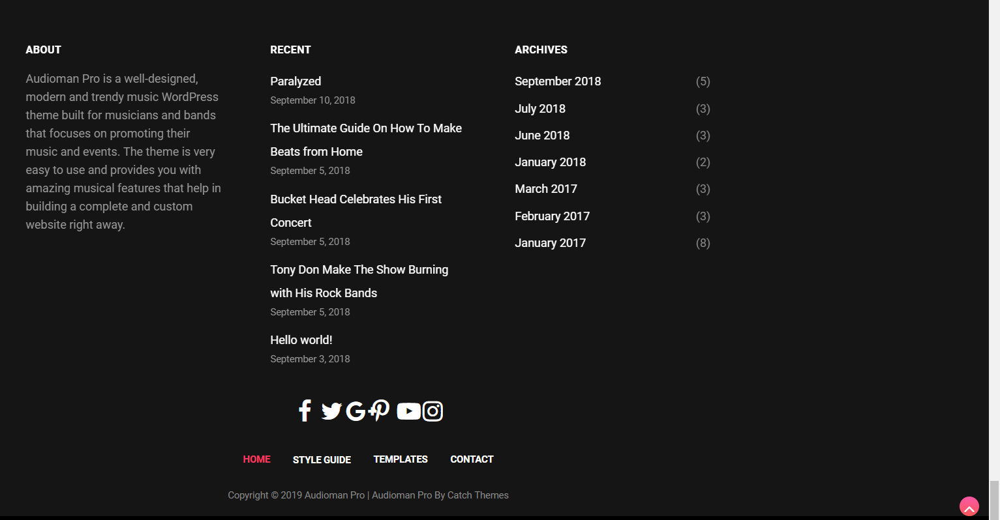 ABOUT
Audioman Pro is a well-designed,
modern and trendy music WordPress
theme built for musicians and bands
that focuses on promoting their
music and events. The theme is very
easy to use and provides you with
amazing musical features that help in
building a complete and custom
website right away.
RECENT
Paralyzed
September 10, 2018
The Ultimate Guide On How To Make
Beats from Home
September 5, 2018
Bucket Head Celebrates His First
Concert
September 5, 2018
Tony Don Make The Show Burning
with His Rock Bands
September 5, 2018
Hello world!
September 3, 2018
ARCHIVES
September 2018 (5)
July 2018 (3)
June 2018 (3)
January 2018 (2)
March 2017 (3)
February 2017 (3)
January 2017 (8)
HOME STYLE GUIDE TEMPLATES CONTACT
Copyright © 2019 Audioman Pro | Audioman Pro By Catch Themes